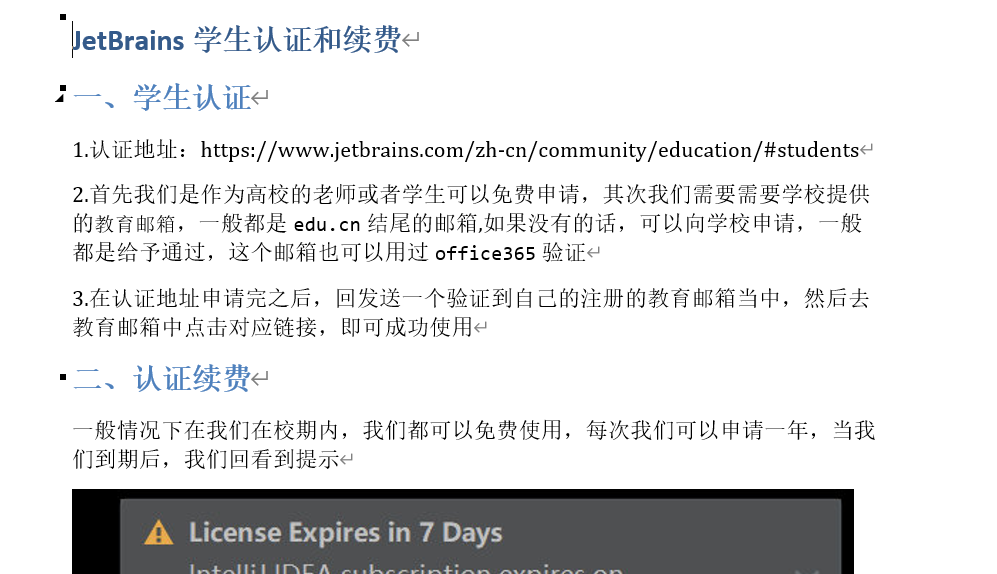 JetBrains 学生认证和续费
一、学生认证
1.认证地址：https://www.jetbrains.com/zh-cn/community/education/#students
2.首先我们是作为高校的老师或者学生可以免费申请，其次我们需要需要学校提供
的教育邮箱，一般都是 edu.cn 结尾的邮箱,如果没有的话，可以向学校申请，一般
都是给予通过，这个邮箱也可以用过 office365 验证
3.在认证地址申请完之后，回发送一个验证到自己的注册的教育邮箱当中，然后去
教育邮箱中点击对应链接，即可成功使用
二、认证续费
一般情况下在我们在校期内，我们都可以免费使用，每次我们可以申请一年，当我
们到期后，我们回看到提示
License Expires in 7 Days
IntelliJ IDEA subscription expires on